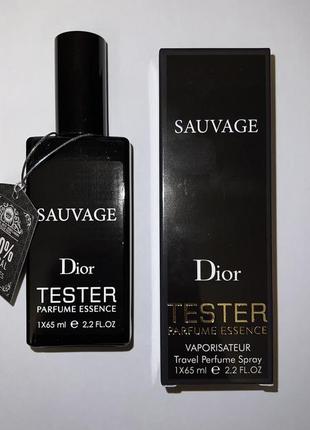 SAUVAGE
Dior
TESTER
PARFUME ESSENCE
1X65 ml e 2,2 FL.OZ
SAUVAGE
Dior
TESTER
PARFUME ESSENCE
VAPORISATEUR
Travel Perfume Spray
1X65 ml e 2,2 FL.OZ